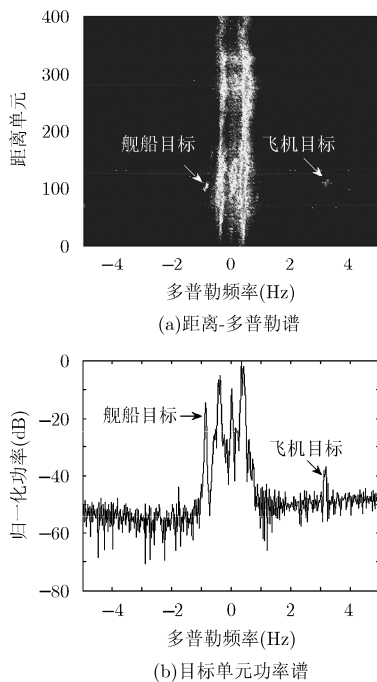 400
300
200
100
0
距离单元
舰船目标
飞机目标
−4 −2 0 2 4
多普勒频率(Hz)
(a)距离-多普勒谱
0
−20
−40
−60
−80
归一化功率(dB)
舰船目标
飞机目标
−4 −2 0 2 4
多普勒频率(Hz)
(b)目标单元功率谱